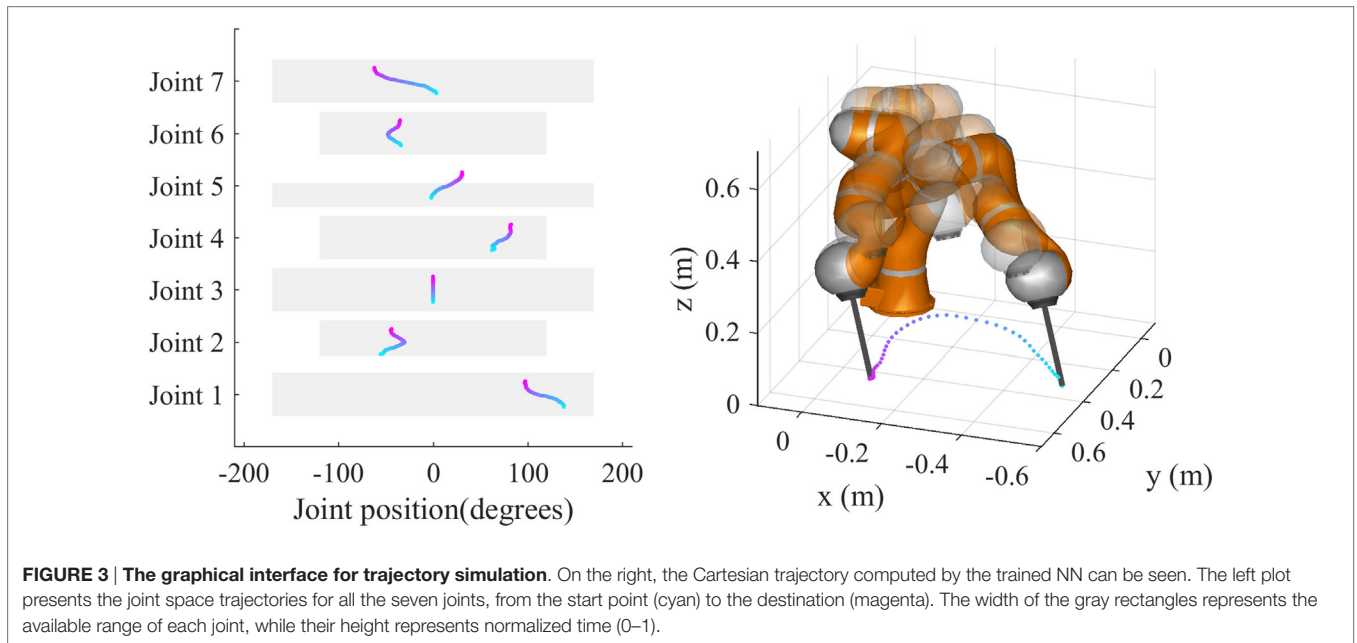 Joint 7
Joint 6
Joint 5
Joint 4
Joint 3
Joint 2
Joint 1
-200 -100 0 100 200
Joint position(degrees)
z (m)
0.6
0.4
0.2
0
0 -0.2 -0.4 -0.6
x (m)
0
0.2
0.4
0.6
y (m)
FIGURE 3 | The graphical interface for trajectory simulation. On the right, the Cartesian trajectory computed by the trained NN can be seen. The left plot
presents the joint space trajectories for all the seven joints, from the start point (cyan) to the destination (magenta). The width of the gray rectangles represents the
available range of each joint, while their height represents normalized time (0–1).